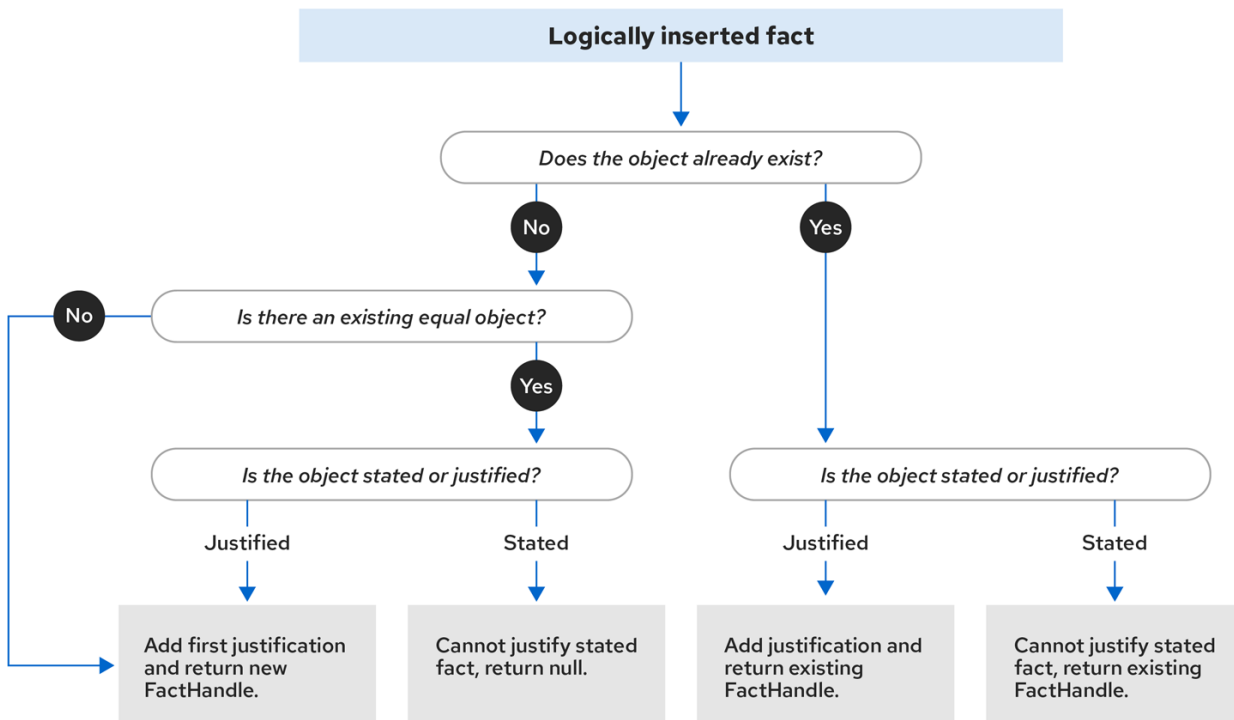 Logically inserted fact
Does the object already exist?
No
Yes
No
Is there an existing equal object?
Yes
Is the object stated or justified?
Is the object stated or justified?
Justified
Stated
Justified
Stated
Add first justification
and return new
FactHandle.
Cannot justify stated
fact, return null.
Add justification and
return existing
FactHandle.
Cannot justify stated
fact, return existing
FactHandle.